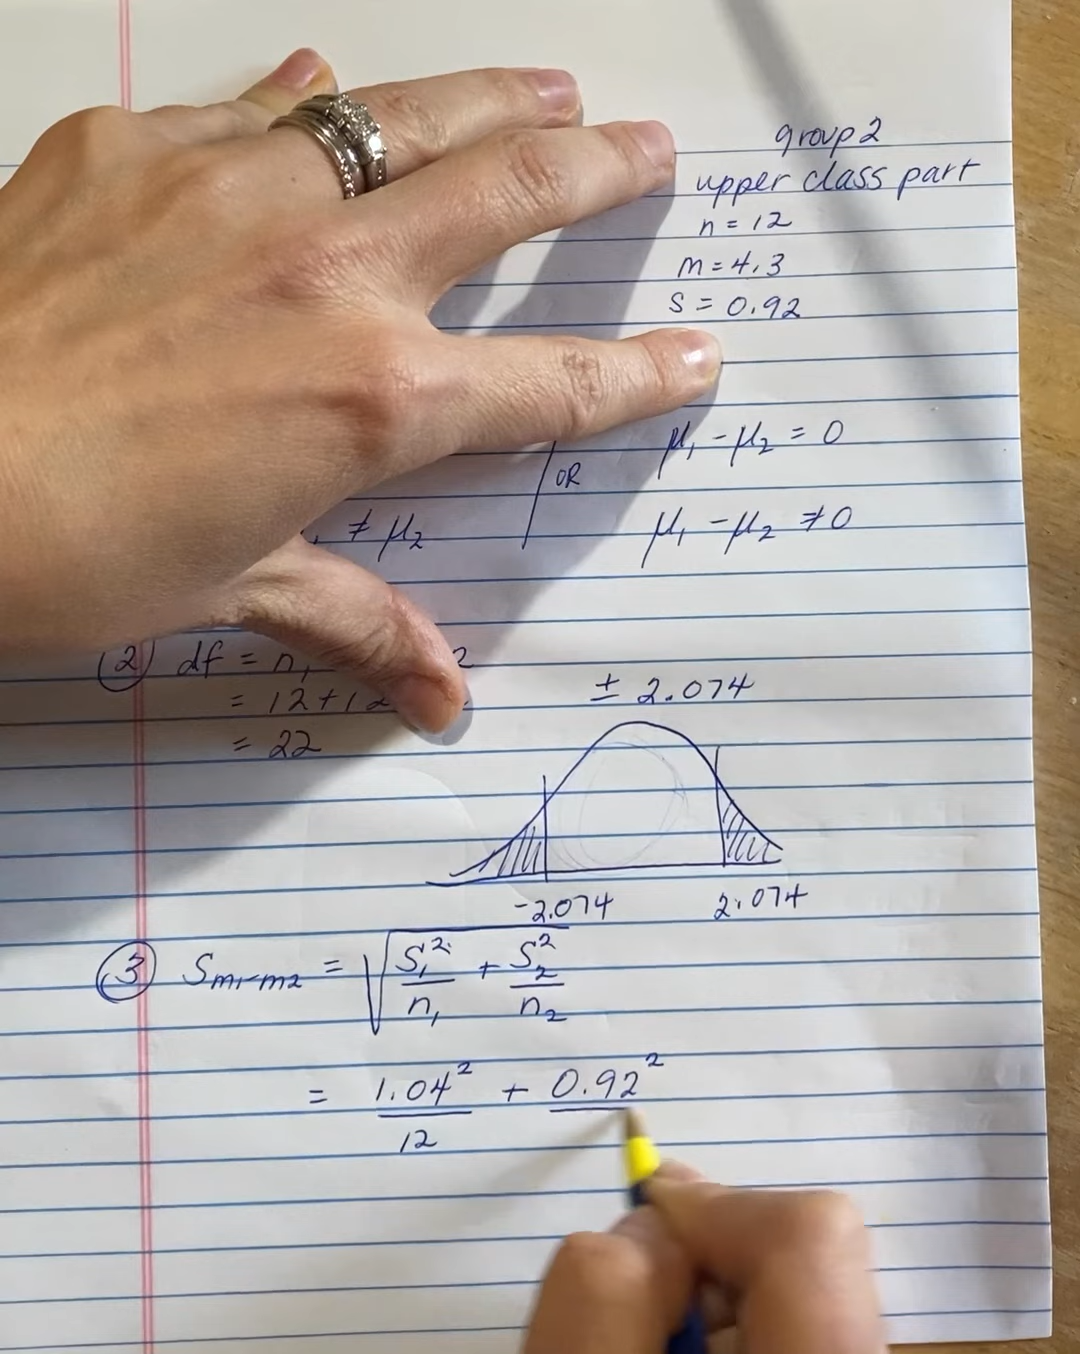 group 2
upper class part
n = 12
m = 4.3
S = 0.92
μ₁ - μ₂ = 0
OR
≠ μ₂
μ₁ - μ₂ ≠ 0
② df = n₁ 2
= 12 + 12
= 22
± 2.074
-2.074 2.074
③ Sm₁-m₂ = √ S₁²/n₁ + S₂²/n₂
= 1.04²/12 + 0.92²